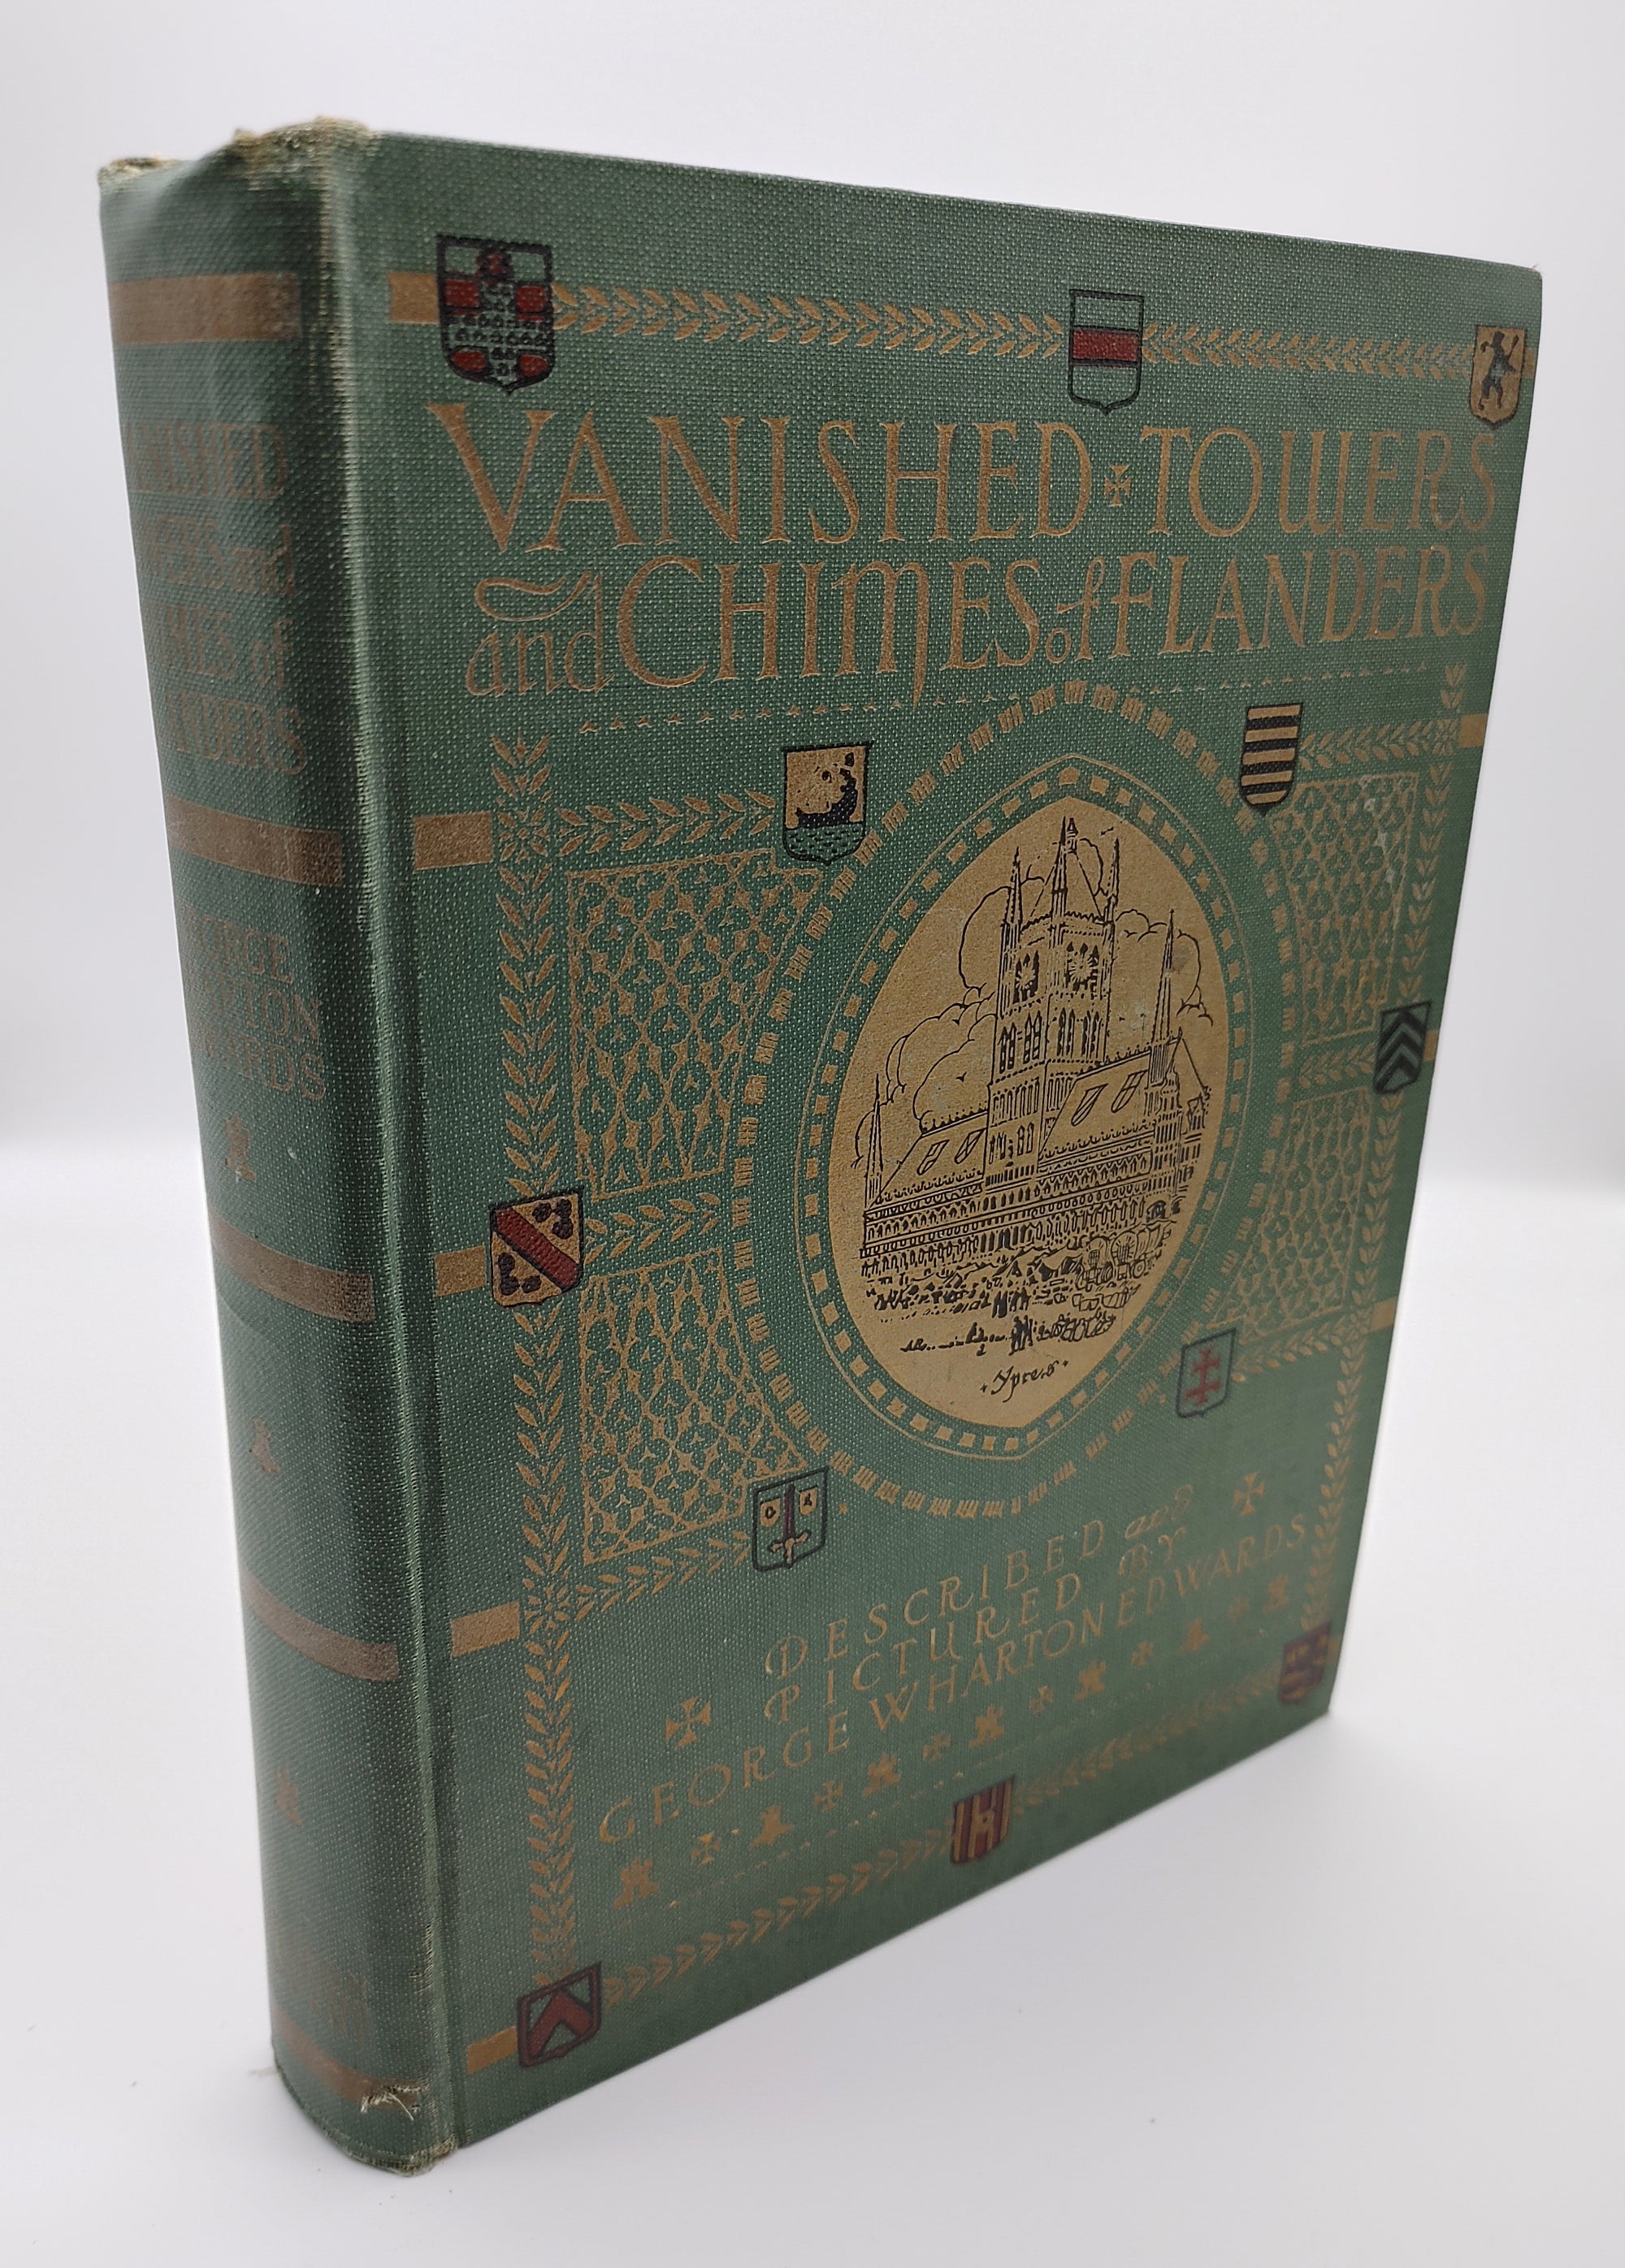 VANISHED TOWERS
and CHIMES of FLANDERS
Ypres
DESCRIBED and
PICTURED BY
GEORGE WHARTON EDWARDS